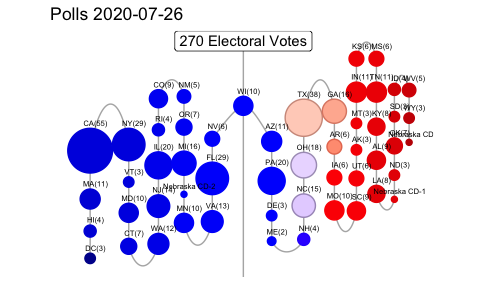 Polls 2020-07-26
270 Electoral Votes
CA(55)
MA(11)
HI(4)
DC(3)
NY(29)
VT(3)
MD(10)
CT(7)
CO(9)
RI(4)
IL(20)
NJ(14)
WA(12)
NM(5)
OR(7)
MI(16)
Nebraska CD-2
MN(10)
NV(6)
FL(29)
VA(13)
WI(10)
AZ(11)
PA(20)
DE(3)
ME(2)
TX(38)
OH(18)
NC(15)
NH(4)
GA(16)
AR(6)
IA(6)
MO(10)
KS(6)
IN(11)
MT(3)
AK(3)
UT(6)
SC(9)
MS(6)
TN(11)
KY(8)
AL(9)
LA(8)
ID(4)
SD(3)
ND(3)
Nebraska CD-1
WV(5)
WY(3)
Nebraska CD